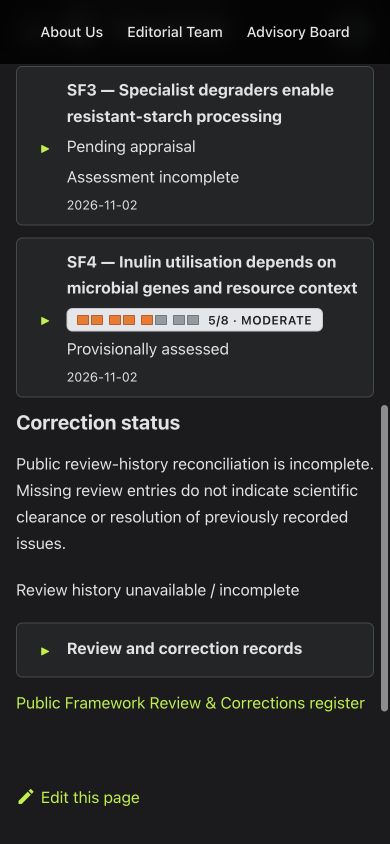 About Us Editorial Team Advisory Board
SF3 — Specialist degraders enable
resistant-starch processing
Pending appraisal
Assessment incomplete
2026-11-02
SF4 — Inulin utilisation depends on
microbial genes and resource context
5/8 · MODERATE
Provisionally assessed
2026-11-02
Correction status
Public review-history reconciliation is incomplete.
Missing review entries do not indicate scientific
clearance or resolution of previously recorded
issues.
Review history unavailable / incomplete
Review and correction records
Public Framework Review & Corrections register
Edit this page